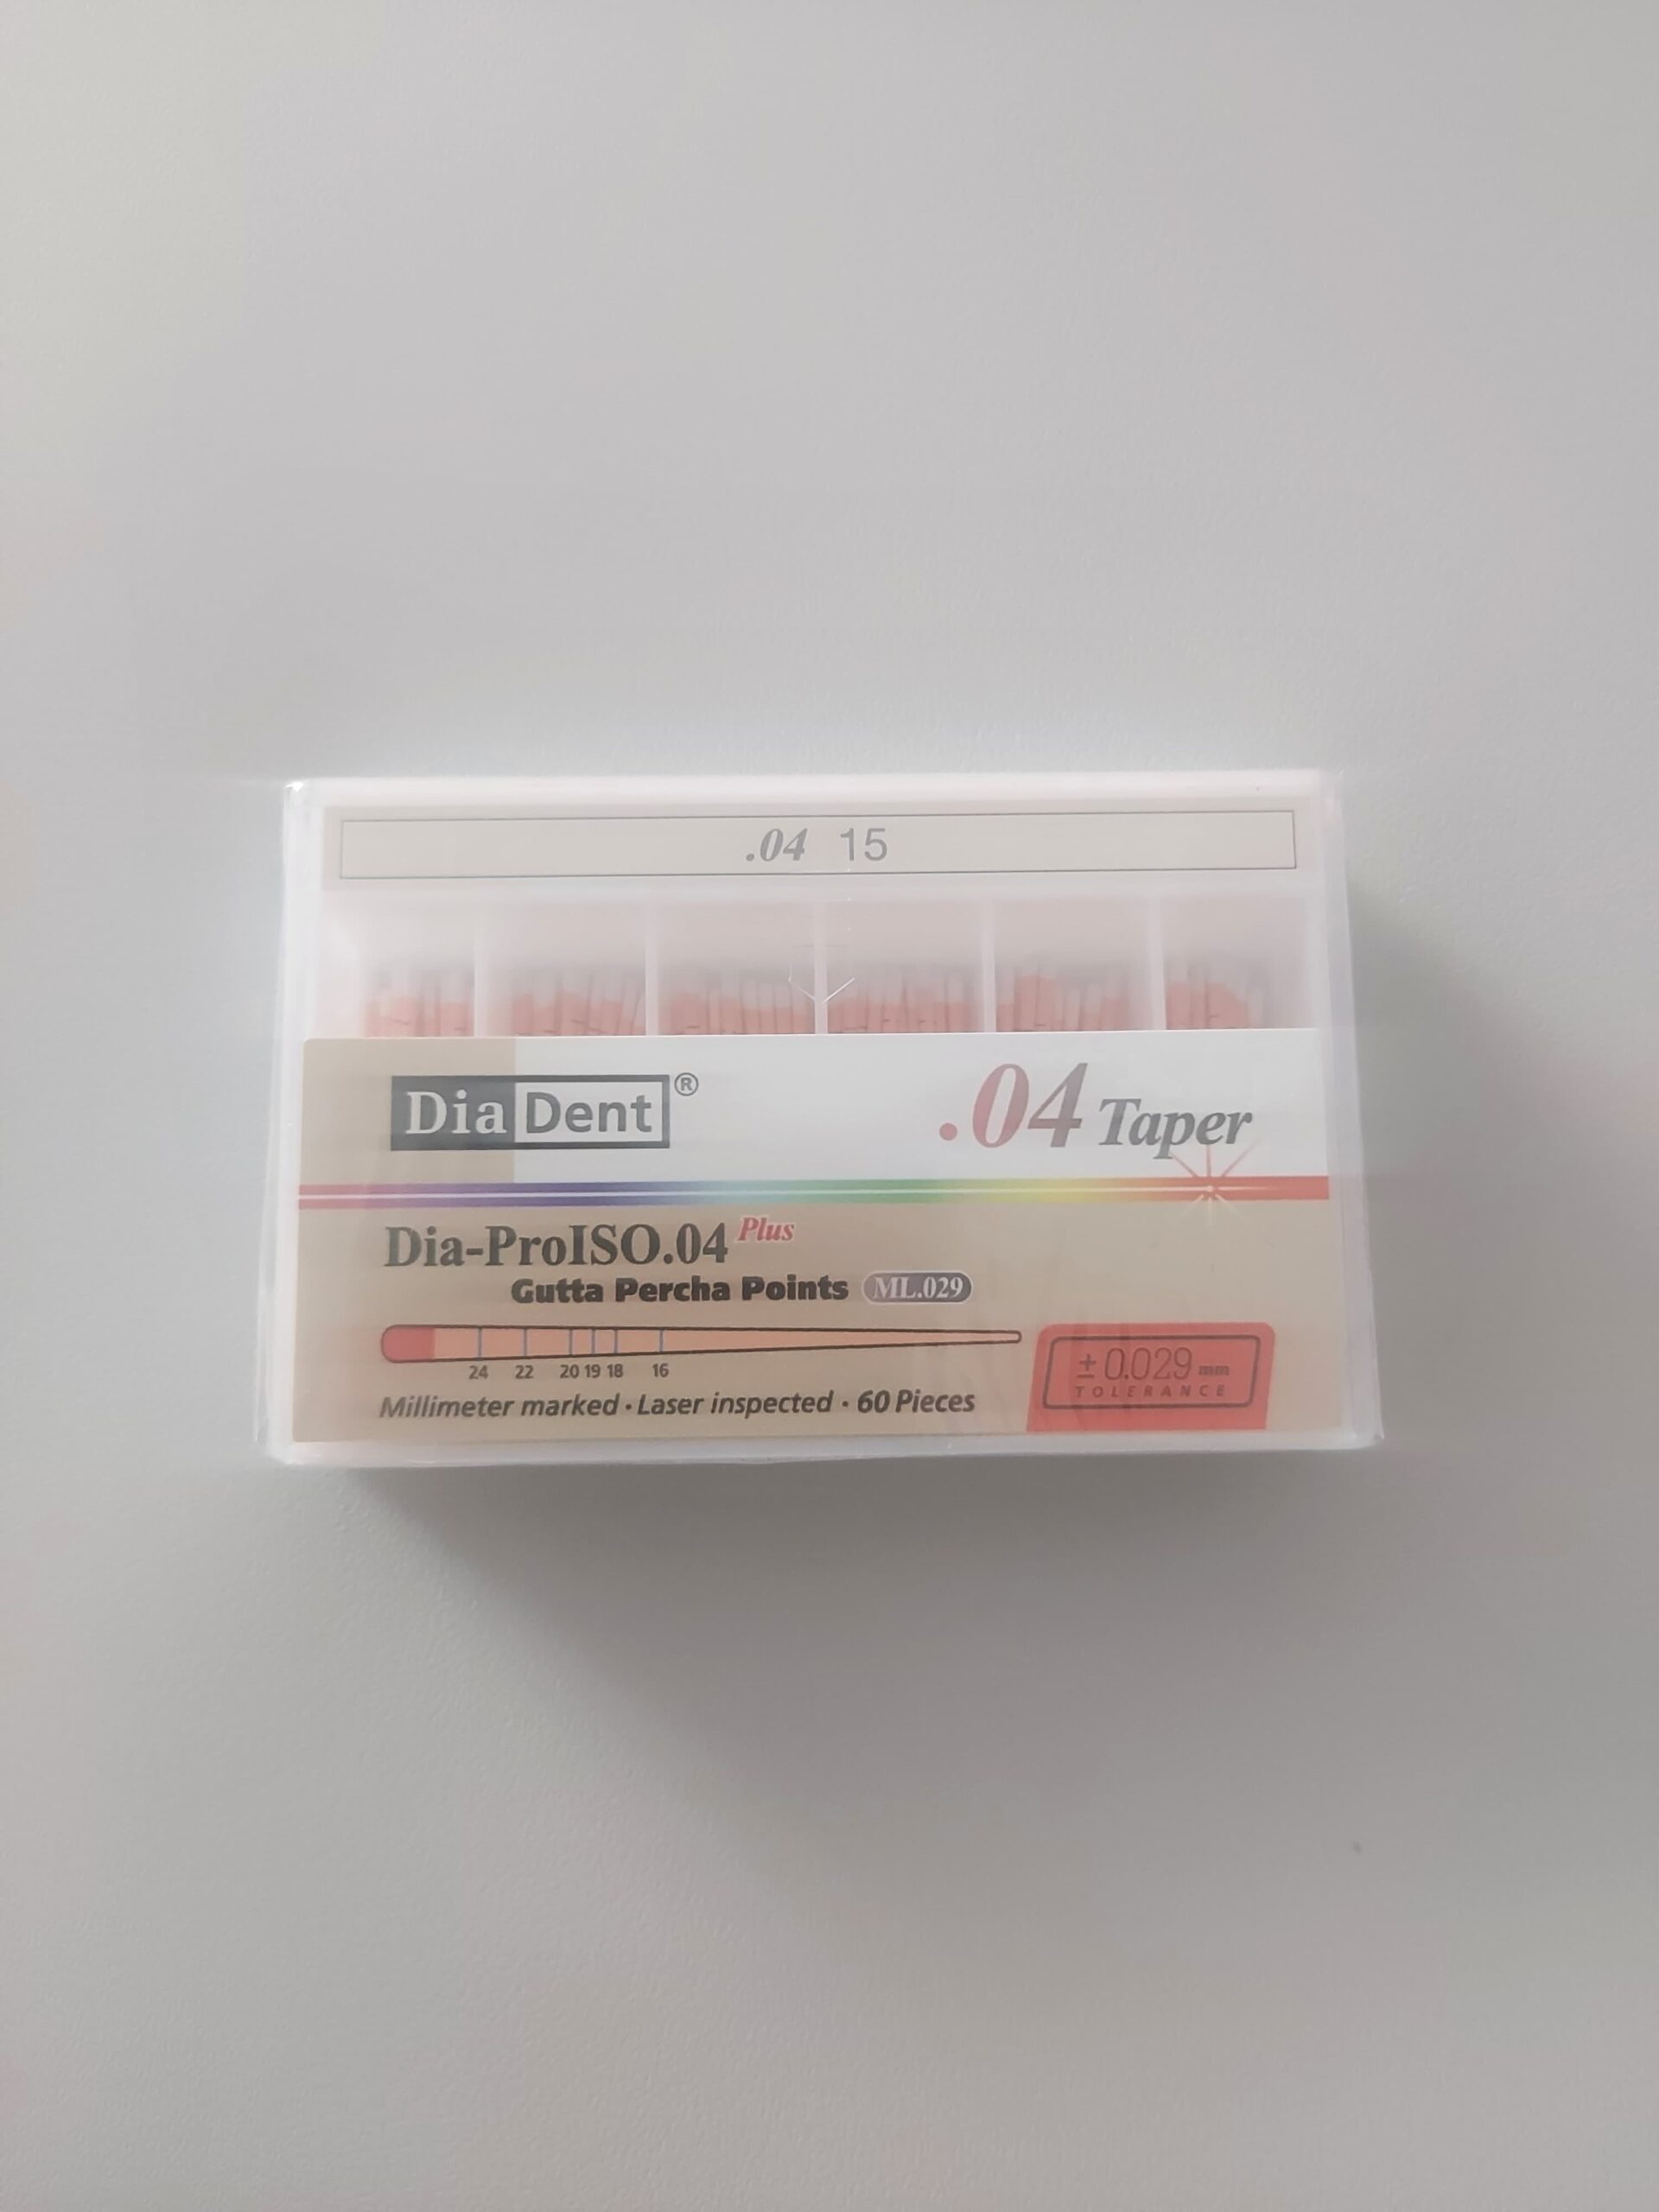 .04 15
DiaDent®
.04 Taper
Dia-ProISO.04 Plus
Gutta Percha Points ML.029
24 22 20 19 18 16
Millimeter marked · Laser inspected · 60 Pieces
±0.029 mm
TOLERANCE